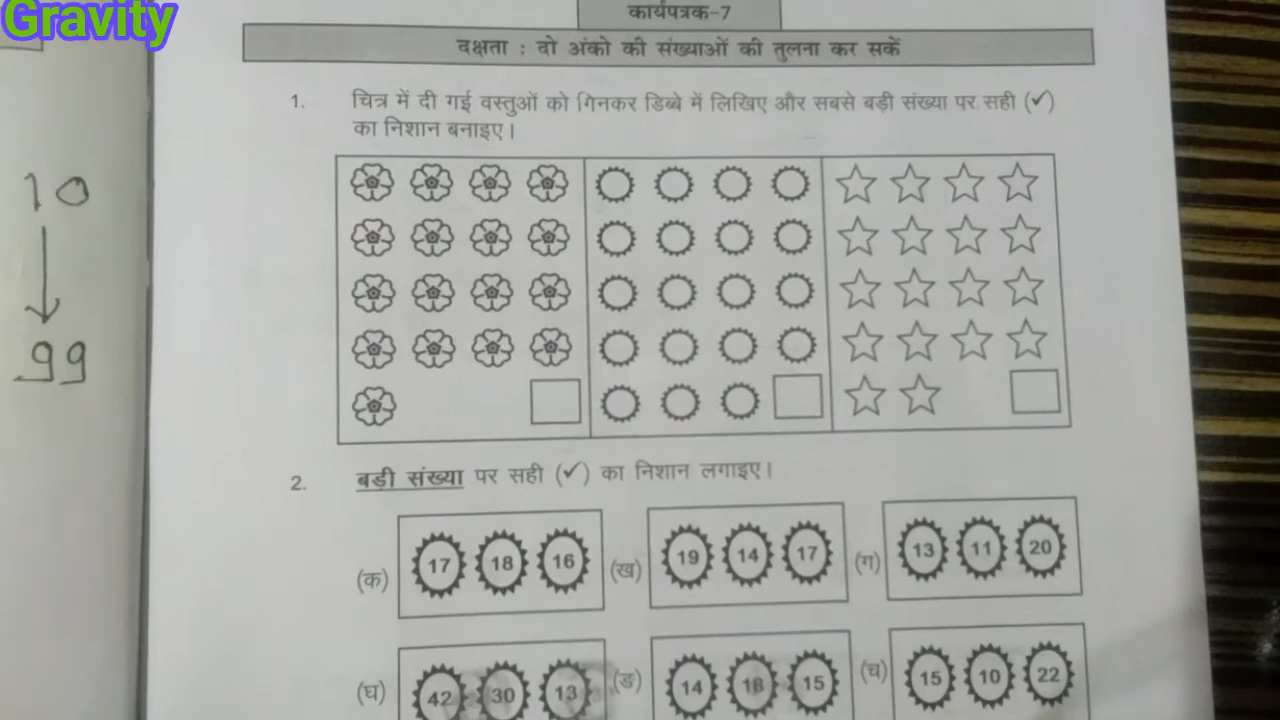 Gravity
कार्यपत्रक-7
दक्षता : दो अंको की संख्याओं की तुलना कर सकें
1. चित्र में दी गई वस्तुओं को गिनकर डिब्बे में लिखिए और सबसे बड़ी संख्या पर सही (✓)
का निशान बनाइए।
10
99
2. बड़ी संख्या पर सही (✓) का निशान लगाइए।
(क) 17 18 16 (ख) 19 14 17 (ग) 13 11 20
(घ) 42 30 13 (ङ) 14 18 15 (च) 15 10 22